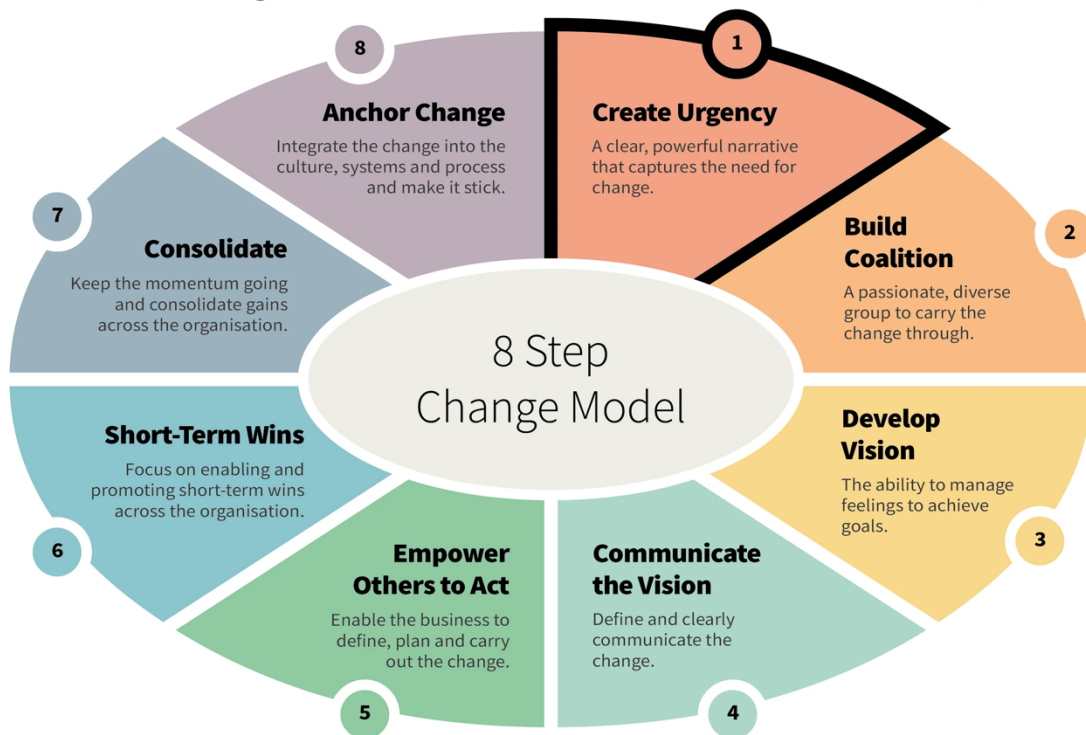 8 Step
Change Model
1
Create Urgency
A clear, powerful narrative
that captures the need for
change.
2
Build
Coalition
A passionate, diverse
group to carry the
change through.
3
Develop
Vision
The ability to manage
feelings to achieve
goals.
4
Communicate
the Vision
Define and clearly
communicate the
change.
5
Empower
Others to Act
Enable the business to
define, plan and carry
out the change.
6
Short-Term Wins
Focus on enabling and
promoting short-term wins
across the organisation.
7
Consolidate
Keep the momentum going
and consolidate gains
across the organisation.
8
Anchor Change
Integrate the change into the
culture, systems and process
and make it stick.